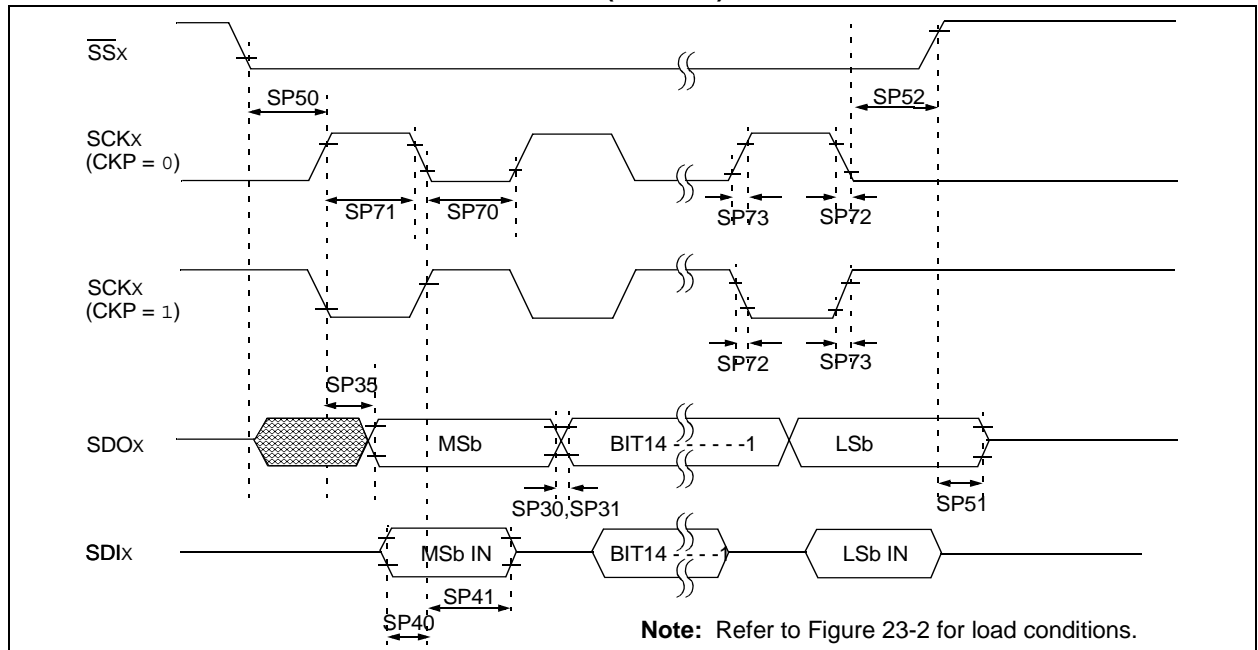 SSX
SP50
SP52
SCKX
(CKP = 0)
SP71
SP70
SP73
SP72
SCKX
(CKP = 1)
SP72
SP73
SP35
SDOX
MSb
BIT14 - - - - - -1
LSb
SP30,SP31
SP51
SDIX
MSb IN
BIT14 - - - - -1
LSb IN
SP41
SP40
Note: Refer to Figure 23-2 for load conditions.